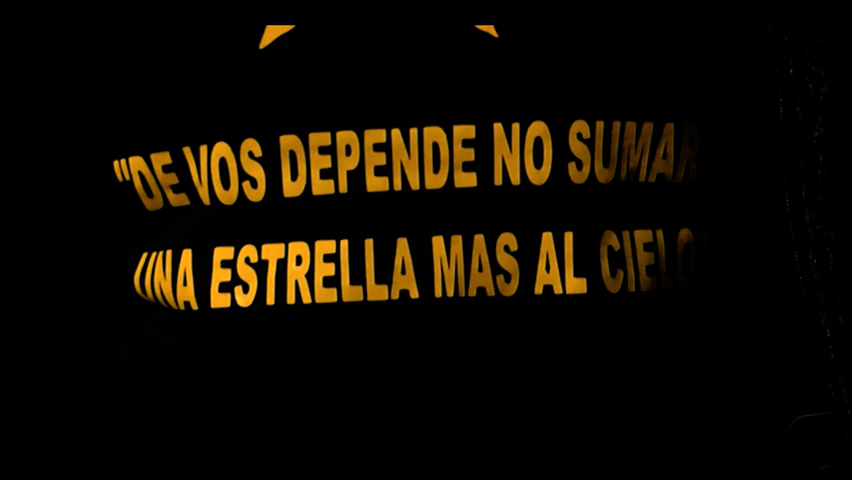 "DE VOS DEPENDE NO SUMAR
UNA ESTRELLA MAS AL CIELO"